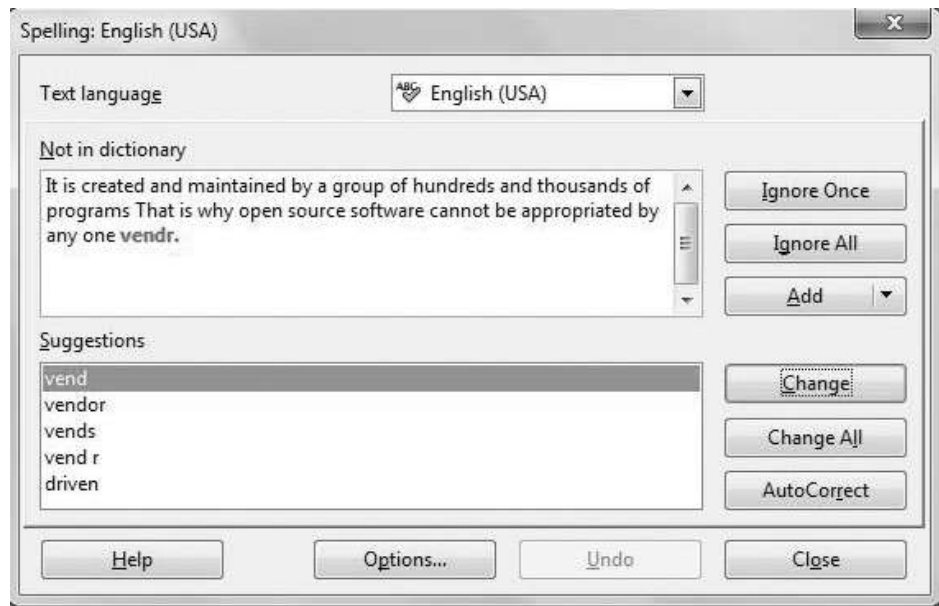 Spelling: English (USA)
x
Text language
ABC English (USA)
Not in dictionary
It is created and maintained by a group of hundreds and thousands of
programs That is why open source software cannot be appropriated by
any one vendr.
Ignore Once
Ignore All
Add
Suggestions
vend
vendor
vends
vend r
driven
Change
Change All
AutoCorrect
Help
Options...
Undo
Close